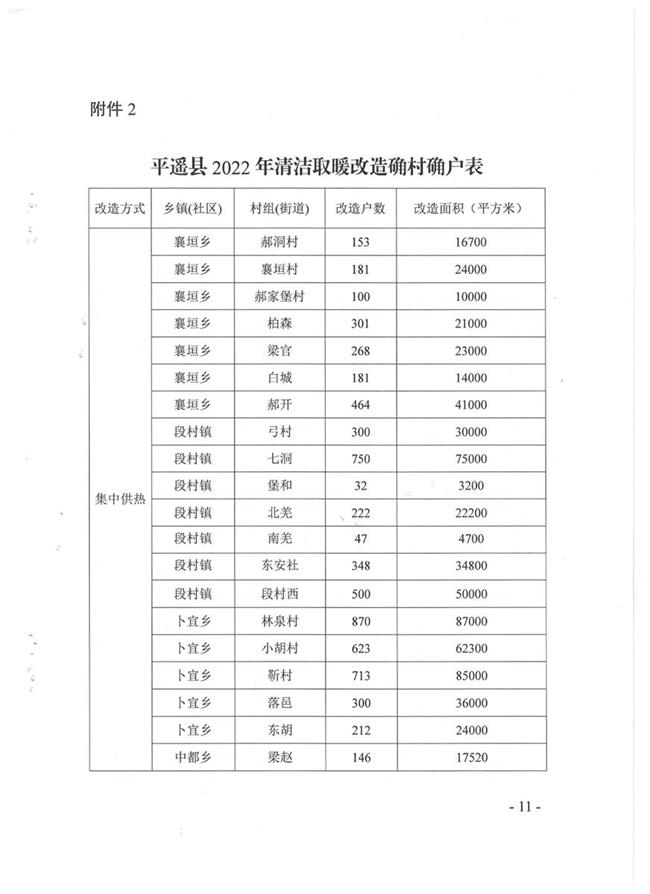 附件 2
平遥县 2022 年清洁取暖改造确村确户表
改造方式 乡镇(社区) 村组(街道) 改造户数 改造面积（平方米）
集中供热
襄垣乡 郝洞村 153 16700
襄垣乡 襄垣村 181 24000
襄垣乡 郝家堡村 100 10000
襄垣乡 柏森 301 21000
襄垣乡 梁官 268 23000
襄垣乡 白城 181 14000
襄垣乡 郝开 464 41000
段村镇 弓村 300 30000
段村镇 七洞 750 75000
段村镇 堡和 32 3200
段村镇 北羌 222 22200
段村镇 南羌 47 4700
段村镇 东安社 348 34800
段村镇 段村西 500 50000
卜宜乡 林泉村 870 87000
卜宜乡 小胡村 623 62300
卜宜乡 靳村 713 85000
卜宜乡 落邑 300 36000
卜宜乡 东胡 212 24000
中都乡 梁赵 146 17520
- 11 -